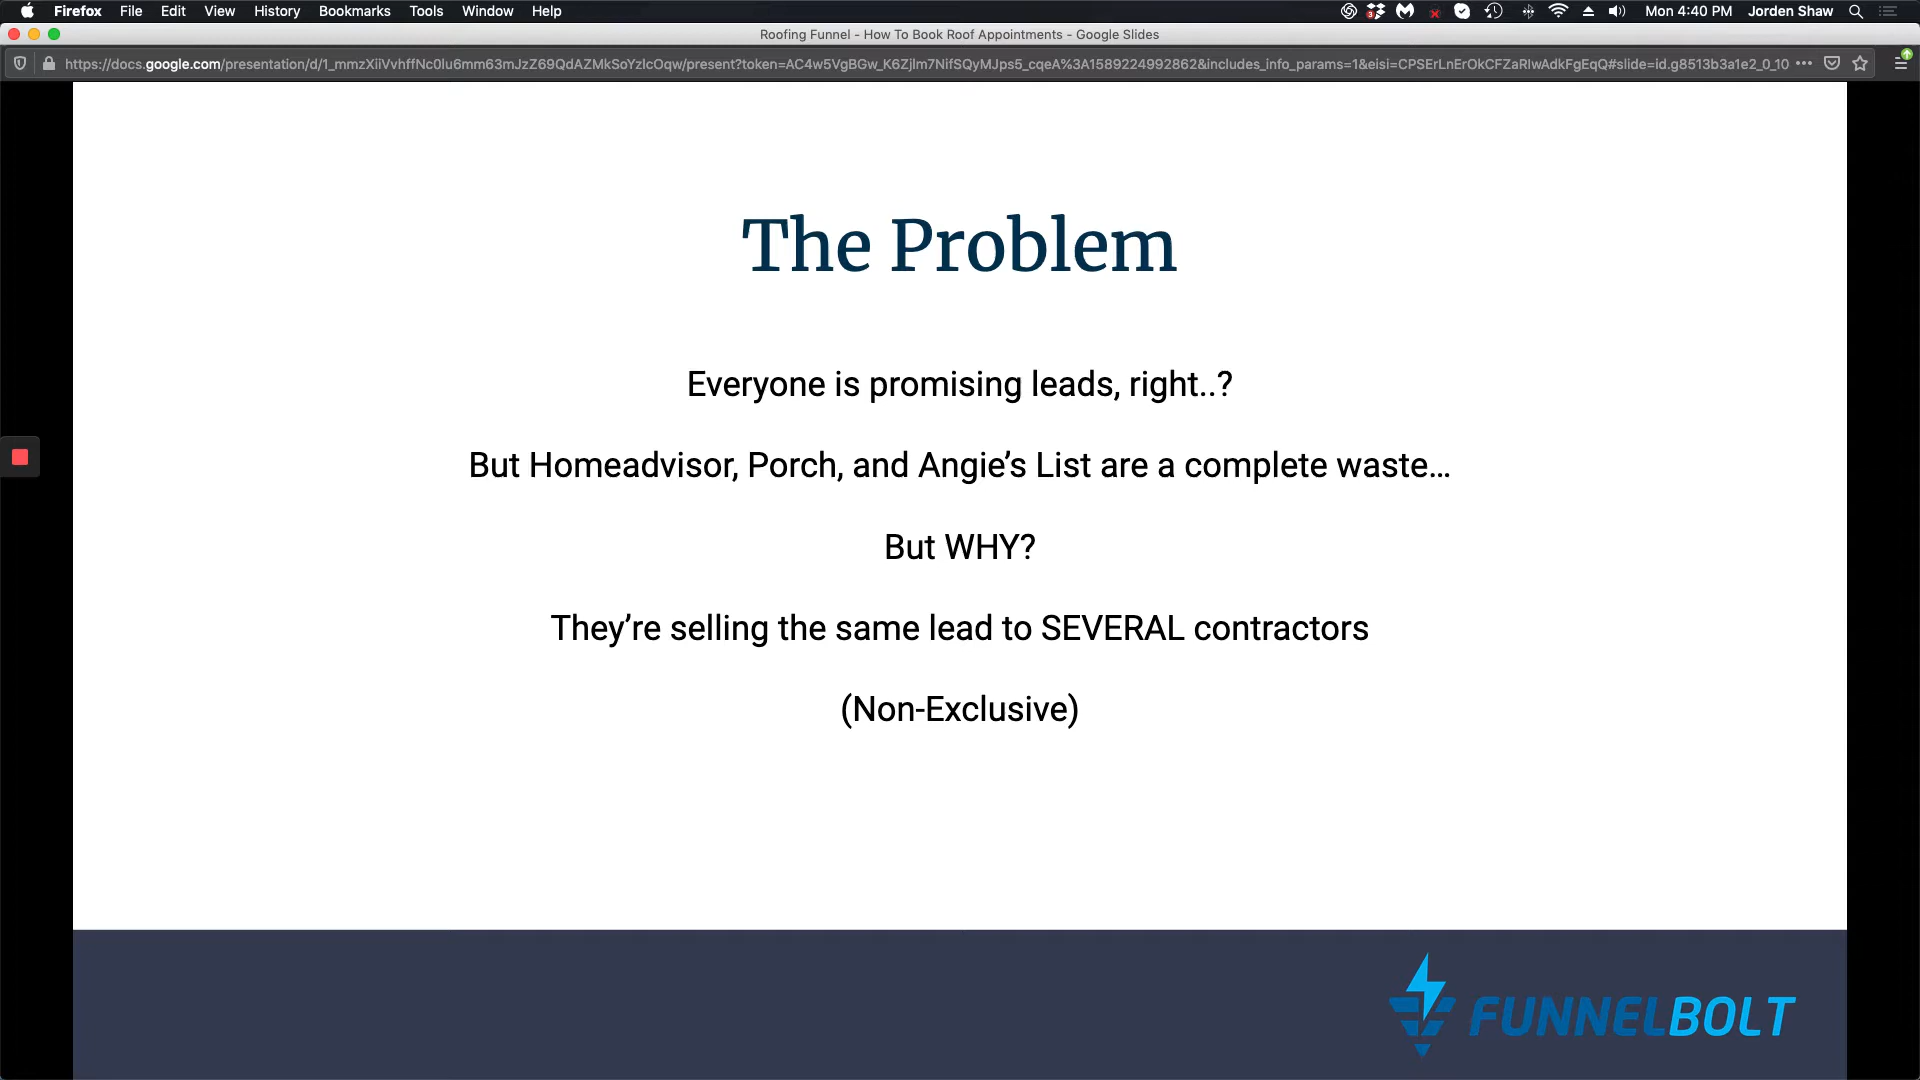 Firefox File Edit View History Bookmarks Tools Window Help Mon 4:40 PM Jorden Shaw
Roofing Funnel - How To Book Roof Appointments - Google Slides
https://docs.google.com/presentation/d/1_mmzXiiVvhffNc0lu6mm63mJzZ69QdAZMkSoYzlcOqw/present?token=AC4w5VgBGw_K6Zjlm7NifSQyMJps5_cqeA%3A1589224992862&includes_info_params=1&eisi=CPSErLnErOkCFZaRlwAdkFgEqQ#slide=id.g8513b3a1e2_0_10
The Problem
Everyone is promising leads, right..?
But Homeadvisor, Porch, and Angie’s List are a complete waste…
But WHY?
They’re selling the same lead to SEVERAL contractors
(Non-Exclusive)
FUNNELBOLT